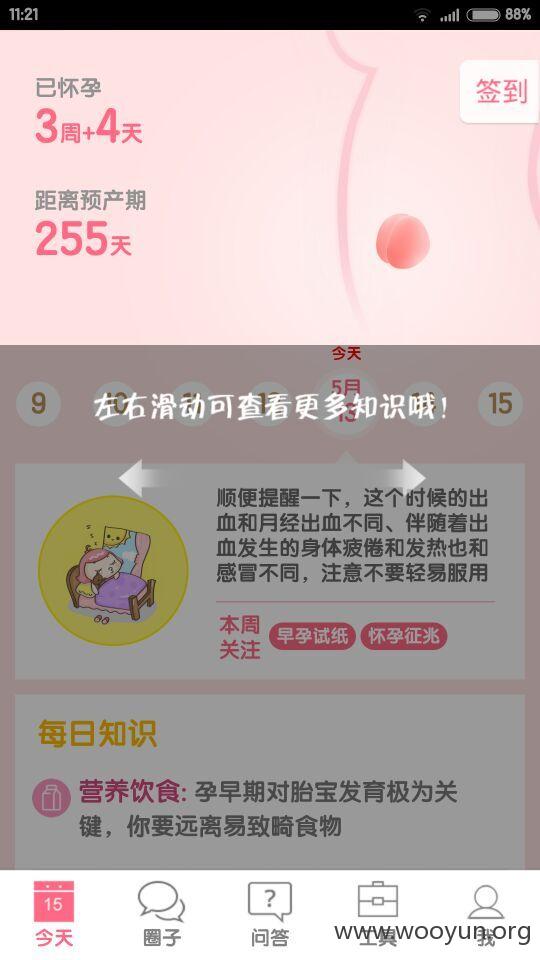 11:21
88%
已怀孕
3周+4天
签到
距离预产期
255天
今天
9 10 11 12 5月 13 14 15
左右滑动可查看更多知识哦!
顺便提醒一下，这个时候的出
血和月经出血不同、伴随着出
血发生的身体疲倦和发热也和
感冒不同，注意不要轻易服用
本周
关注
早孕试纸 怀孕征兆
每日知识
营养饮食: 孕早期对胎宝发育极为关
键，你要远离易致畸食物
15
?
今天 圈子 问答 工具 我
www.wooyun.org